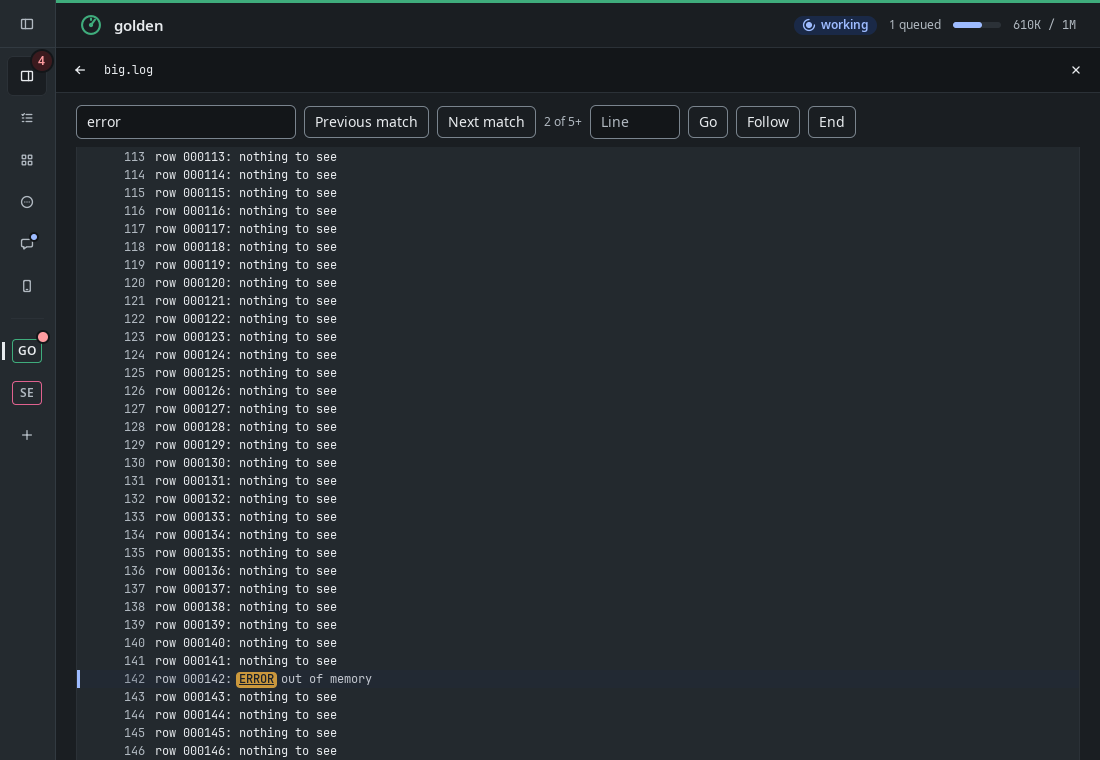 golden
working
1 queued
610K / 1M
4
big.log
error
Previous match
Next match
2 of 5+
Line
Go
Follow
End
113 row 000113: nothing to see
114 row 000114: nothing to see
115 row 000115: nothing to see
116 row 000116: nothing to see
117 row 000117: nothing to see
118 row 000118: nothing to see
119 row 000119: nothing to see
120 row 000120: nothing to see
121 row 000121: nothing to see
122 row 000122: nothing to see
123 row 000123: nothing to see
124 row 000124: nothing to see
125 row 000125: nothing to see
126 row 000126: nothing to see
127 row 000127: nothing to see
128 row 000128: nothing to see
129 row 000129: nothing to see
130 row 000130: nothing to see
131 row 000131: nothing to see
132 row 000132: nothing to see
133 row 000133: nothing to see
134 row 000134: nothing to see
135 row 000135: nothing to see
136 row 000136: nothing to see
137 row 000137: nothing to see
138 row 000138: nothing to see
139 row 000139: nothing to see
140 row 000140: nothing to see
141 row 000141: nothing to see
142 row 000142: ERROR out of memory
143 row 000143: nothing to see
144 row 000144: nothing to see
145 row 000145: nothing to see
146 row 000146: nothing to see
GO
SE